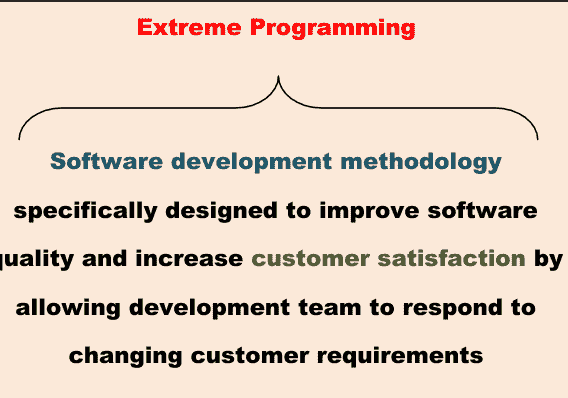 Extreme Programming
Software development methodology
specifically designed to improve software
quality and increase customer satisfaction by
allowing development team to respond to
changing customer requirements